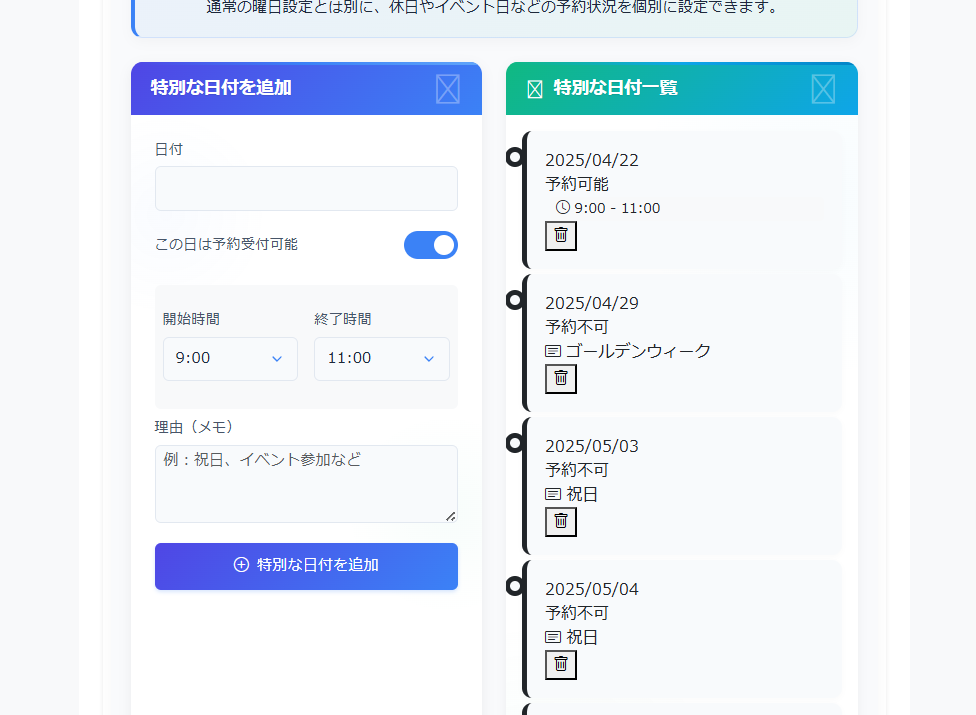 通常の曜日設定とは別に、休日やイベント日などの予約状況を個別に設定できます。
特別な日付を追加
日付
この日は予約受付可能
開始時間 終了時間
9:00 11:00
理由（メモ）
例：祝日、イベント参加など
特別な日付を追加
特別な日付一覧
2025/04/22
予約可能
9:00 - 11:00
2025/04/29
予約不可
ゴールデンウィーク
2025/05/03
予約不可
祝日
2025/05/04
予約不可
祝日